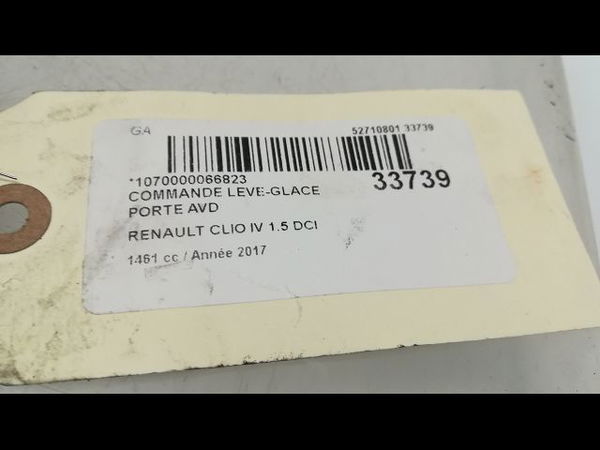 GA 52710801 33739
*1070000066823 33739
COMMANDE LEVE-GLACE
PORTE AVD
RENAULT CLIO IV 1.5 DCI
1461 cc / Année 2017